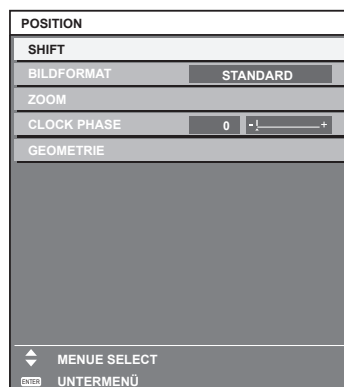 POSITION
SHIFT
BILDFORMAT STANDARD
ZOOM
CLOCK PHASE 0 - +
GEOMETRIE
MENUE SELECT
ENTER UNTERMENÜ